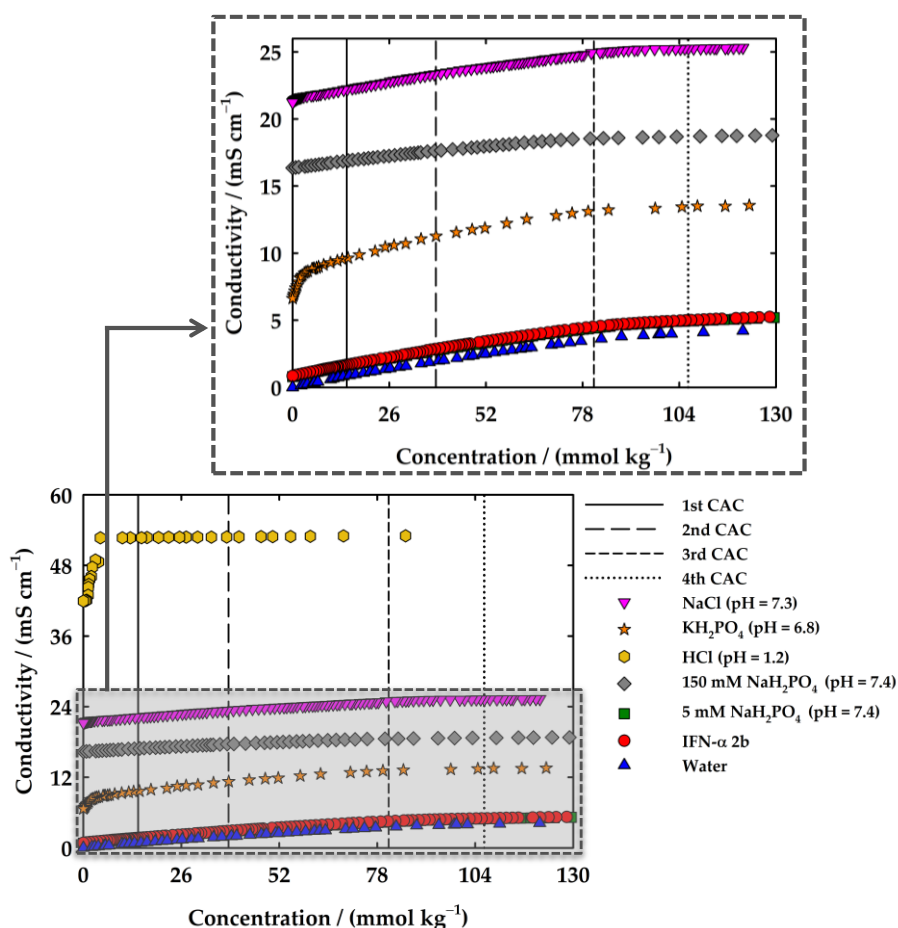 25
20
15
10
5
0
Conductivity / (mS cm⁻¹)
0 26 52 78 104 130
Concentration / (mmol kg⁻¹)
60
48
36
24
12
0
Conductivity / (mS cm⁻¹)
0 26 52 78 104 130
Concentration / (mmol kg⁻¹)
1st CAC
2nd CAC
3rd CAC
4th CAC
NaCl (pH = 7.3)
KH₂PO₄ (pH = 6.8)
HCl (pH = 1.2)
150 mM NaH₂PO₄ (pH = 7.4)
5 mM NaH₂PO₄ (pH = 7.4)
IFN-α 2b
Water